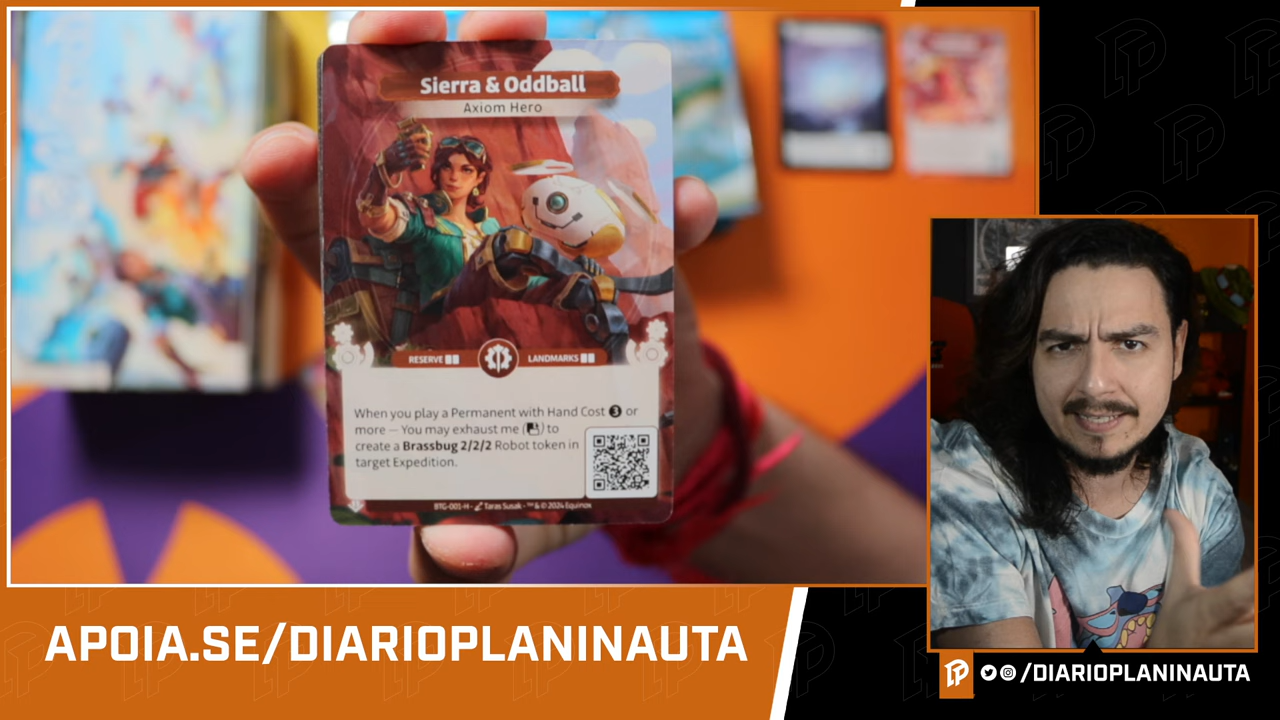 Sierra & Oddball
Axiom Hero
RESERVE
LANDMARKS
When you play a Permanent with Hand Cost 3 or
more — You may exhaust me ( ) to
create a Brassbug 2/2/2 Robot token in
target Expedition.
BTG-001-H - Taras Susak - ™ & © 2024 Equinox
APOIA.SE/DIARIOPLANINAUTA
/DIARIOPLANINAUTA